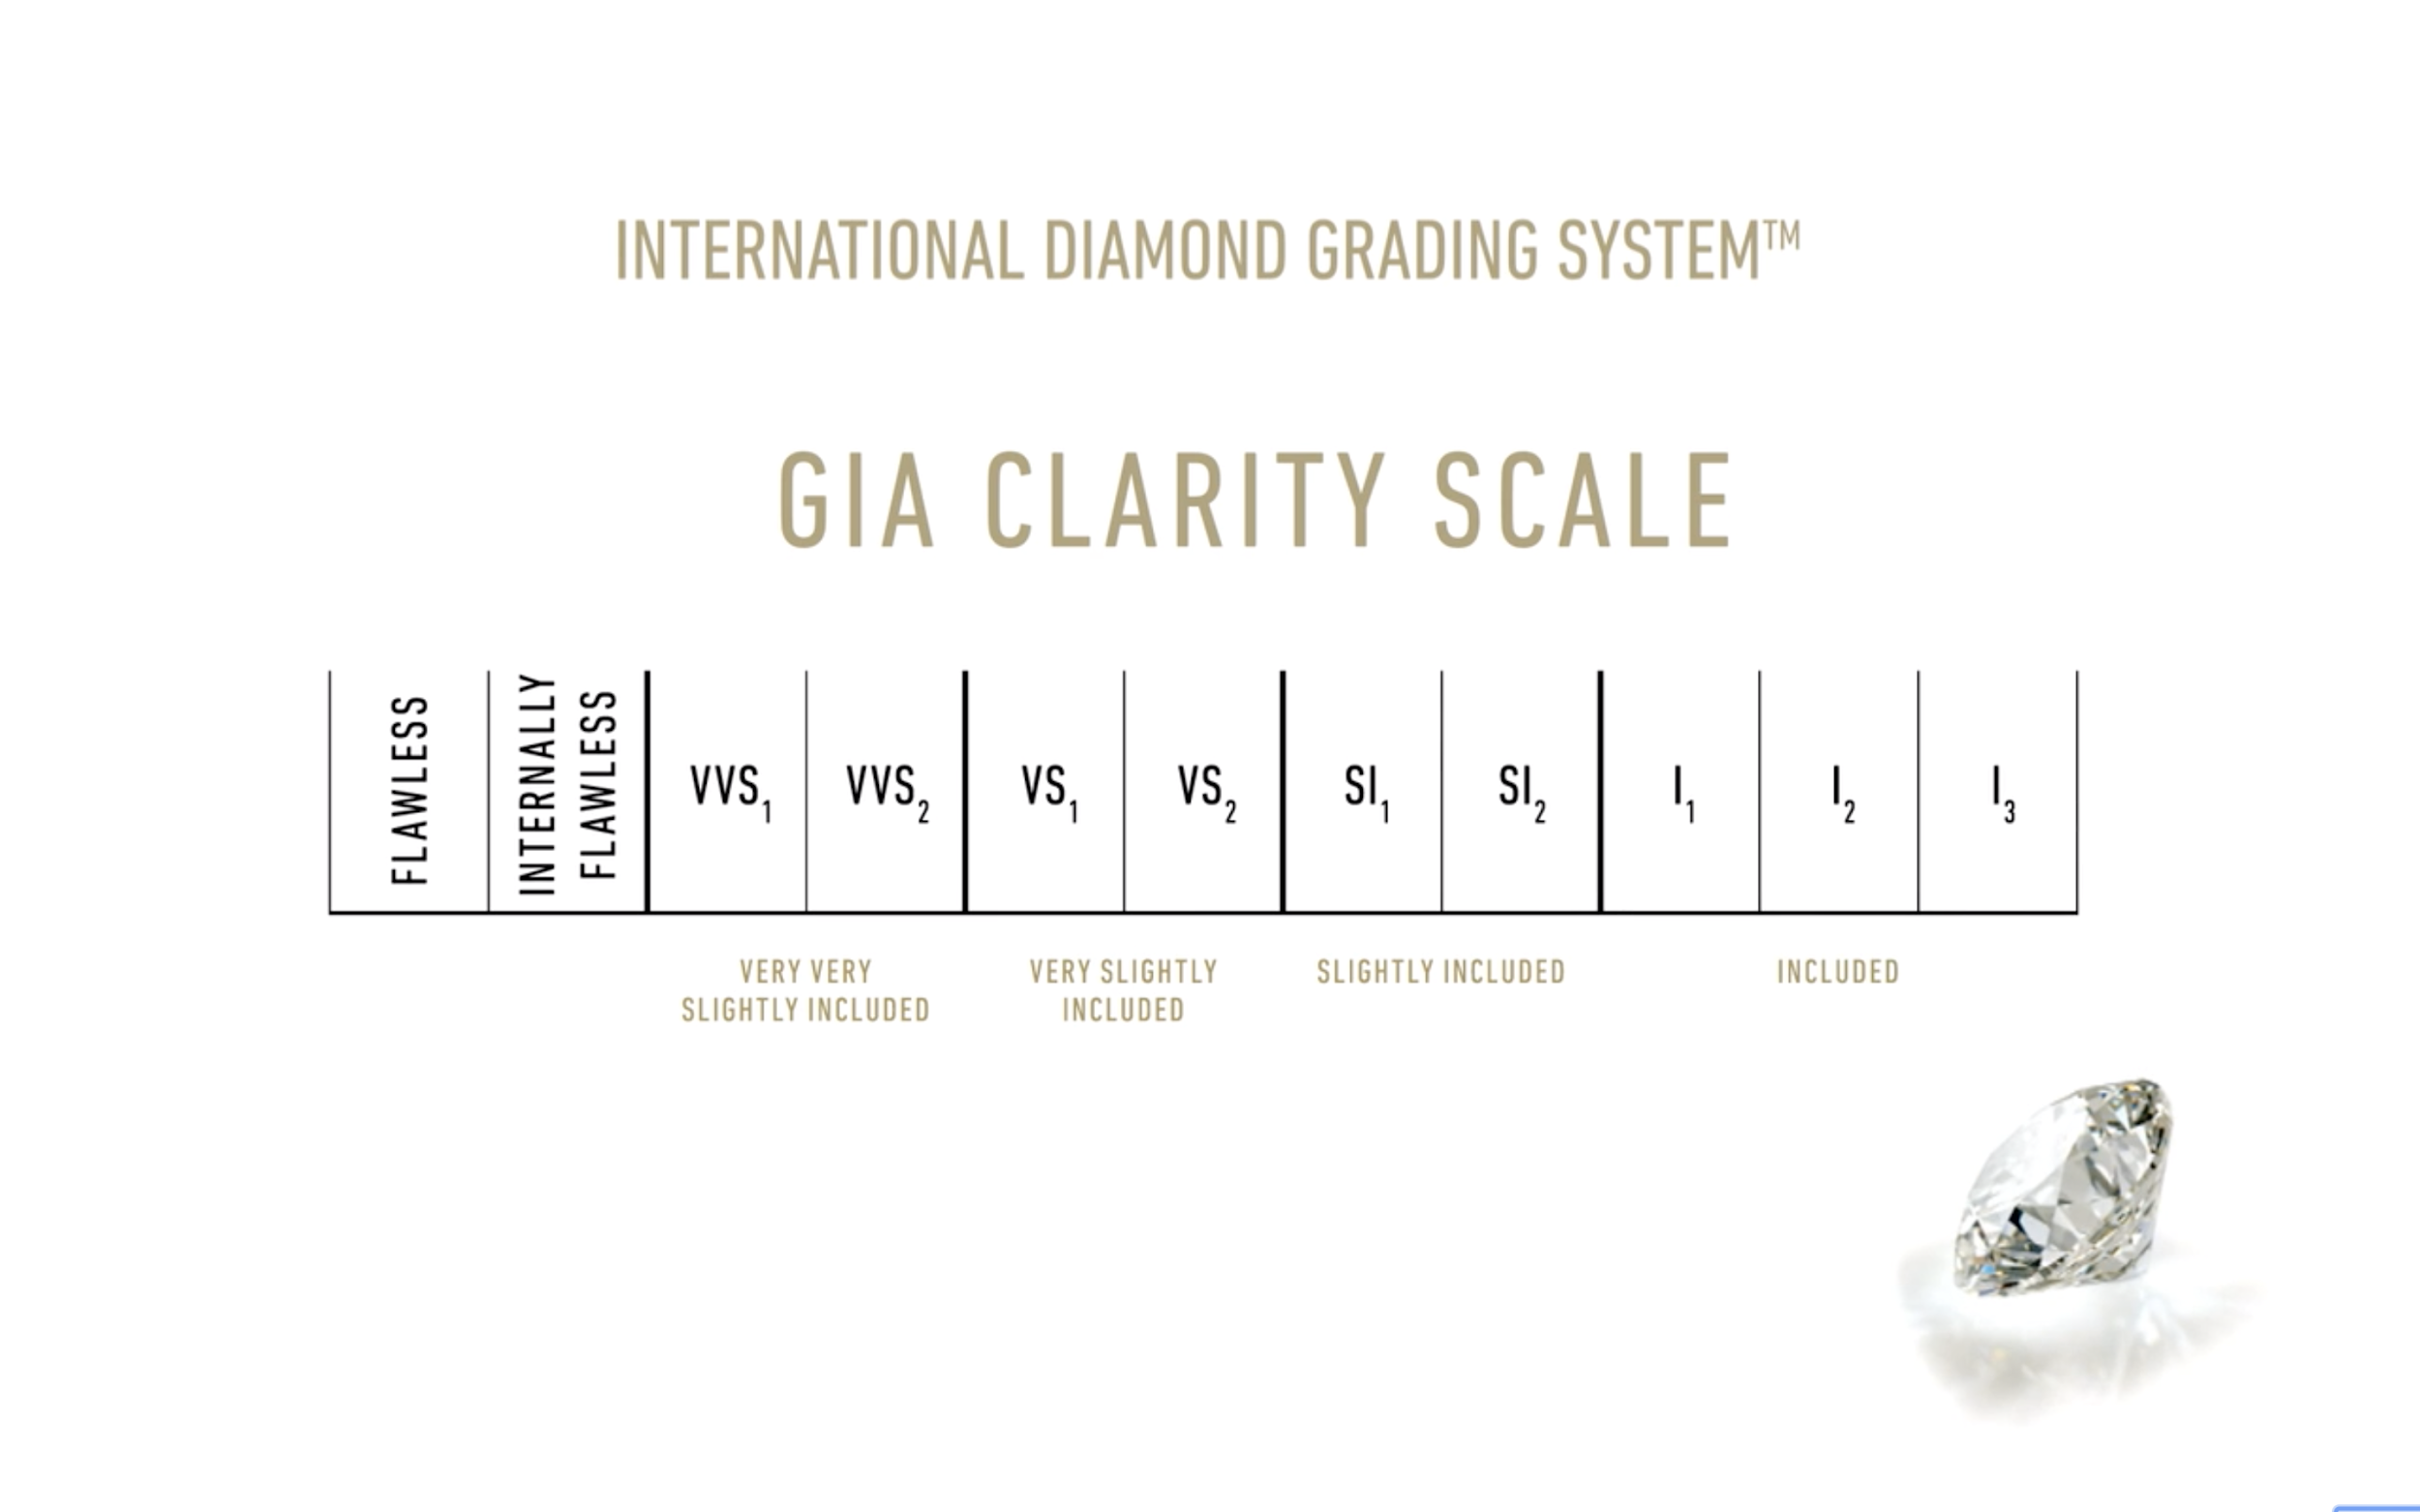 INTERNATIONAL DIAMOND GRADING SYSTEM™
GIA CLARITY SCALE
FLAWLESS
INTERNALLY
FLAWLESS
VVS₁
VVS₂
VS₁
VS₂
SI₁
SI₂
I₁
I₂
I₃
VERY VERY
SLIGHTLY INCLUDED
VERY SLIGHTLY
INCLUDED
SLIGHTLY INCLUDED
INCLUDED